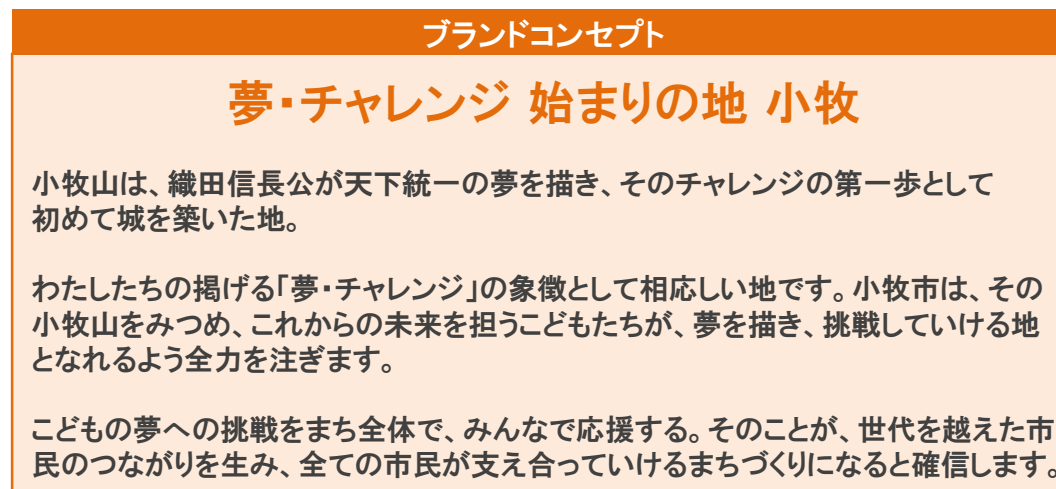 ブランドコンセプト
夢・チャレンジ 始まりの地 小牧
小牧山は、織田信長公が天下統一の夢を描き、そのチャレンジの第一歩として
初めて城を築いた地。
わたしたちの掲げる「夢・チャレンジ」の象徴として相応しい地です。小牧市は、その
小牧山をみつめ、これからの未来を担うこどもたちが、夢を描き、挑戦していける地
となれるよう全力を注ぎます。
こどもの夢への挑戦をまち全体で、みんなで応援する。そのことが、世代を越えた市
民のつながりを生み、全ての市民が支え合っていけるまちづくりになると確信します。